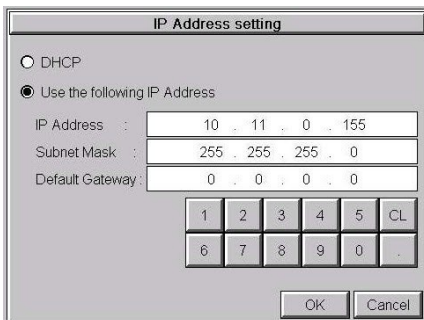 IP Address setting
DHCP
Use the following IP Address
IP Address : 10 . 11 . 0 . 155
Subnet Mask : 255 . 255 . 255 . 0
Default Gateway : 0 . 0 . 0 . 0
1 2 3 4 5 CL
6 7 8 9 0 .
OK Cancel